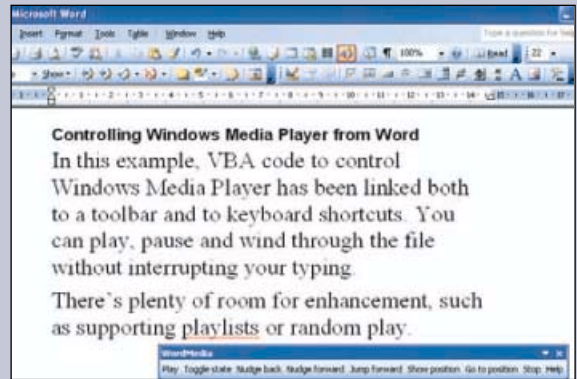 Microsoft Word
Insert Format Tools Table Window Help Type a question for help
100% Read 22
Show
Controlling Windows Media Player from Word
In this example, VBA code to control
Windows Media Player has been linked both
to a toolbar and to keyboard shortcuts. You
can play, pause and wind through the file
without interrupting your typing.
There's plenty of room for enhancement, such
as supporting playlists or random play.
WordMedia
Play Toggle state Nudge back Nudge forward Jump forward Show position Go to position Stop Help